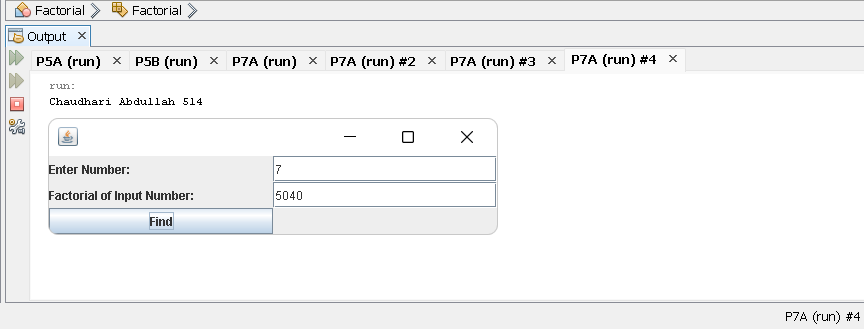 Factorial Factorial
Output
P5A (run) P5B (run) P7A (run) P7A (run) #2 P7A (run) #3 P7A (run) #4
run:
Chaudhari Abdullah 514
Enter Number: 7
Factorial of Input Number: 5040
Find
P7A (run) #4